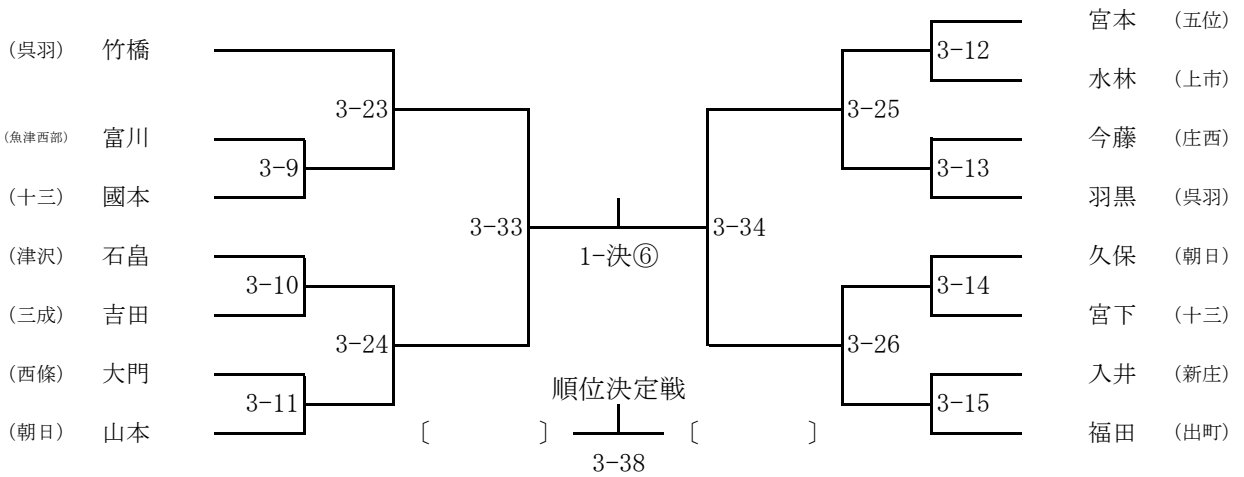 宮本 (五位)
(呉羽) 竹橋
3-12
水林 (上市)
3-23
3-25
(魚津西部) 富川
今藤 (庄西)
3-9
3-13
(十三) 國本
羽黒 (呉羽)
3-33
3-34
(津沢) 石畠
1-決⑥
久保 (朝日)
3-10
3-14
(三成) 吉田
宮下 (十三)
3-24
3-26
(西條) 大門
順位決定戦
入井 (新庄)
3-11
3-15
(朝日) 山本
〔 〕 〔 〕
福田 (出町)
3-38